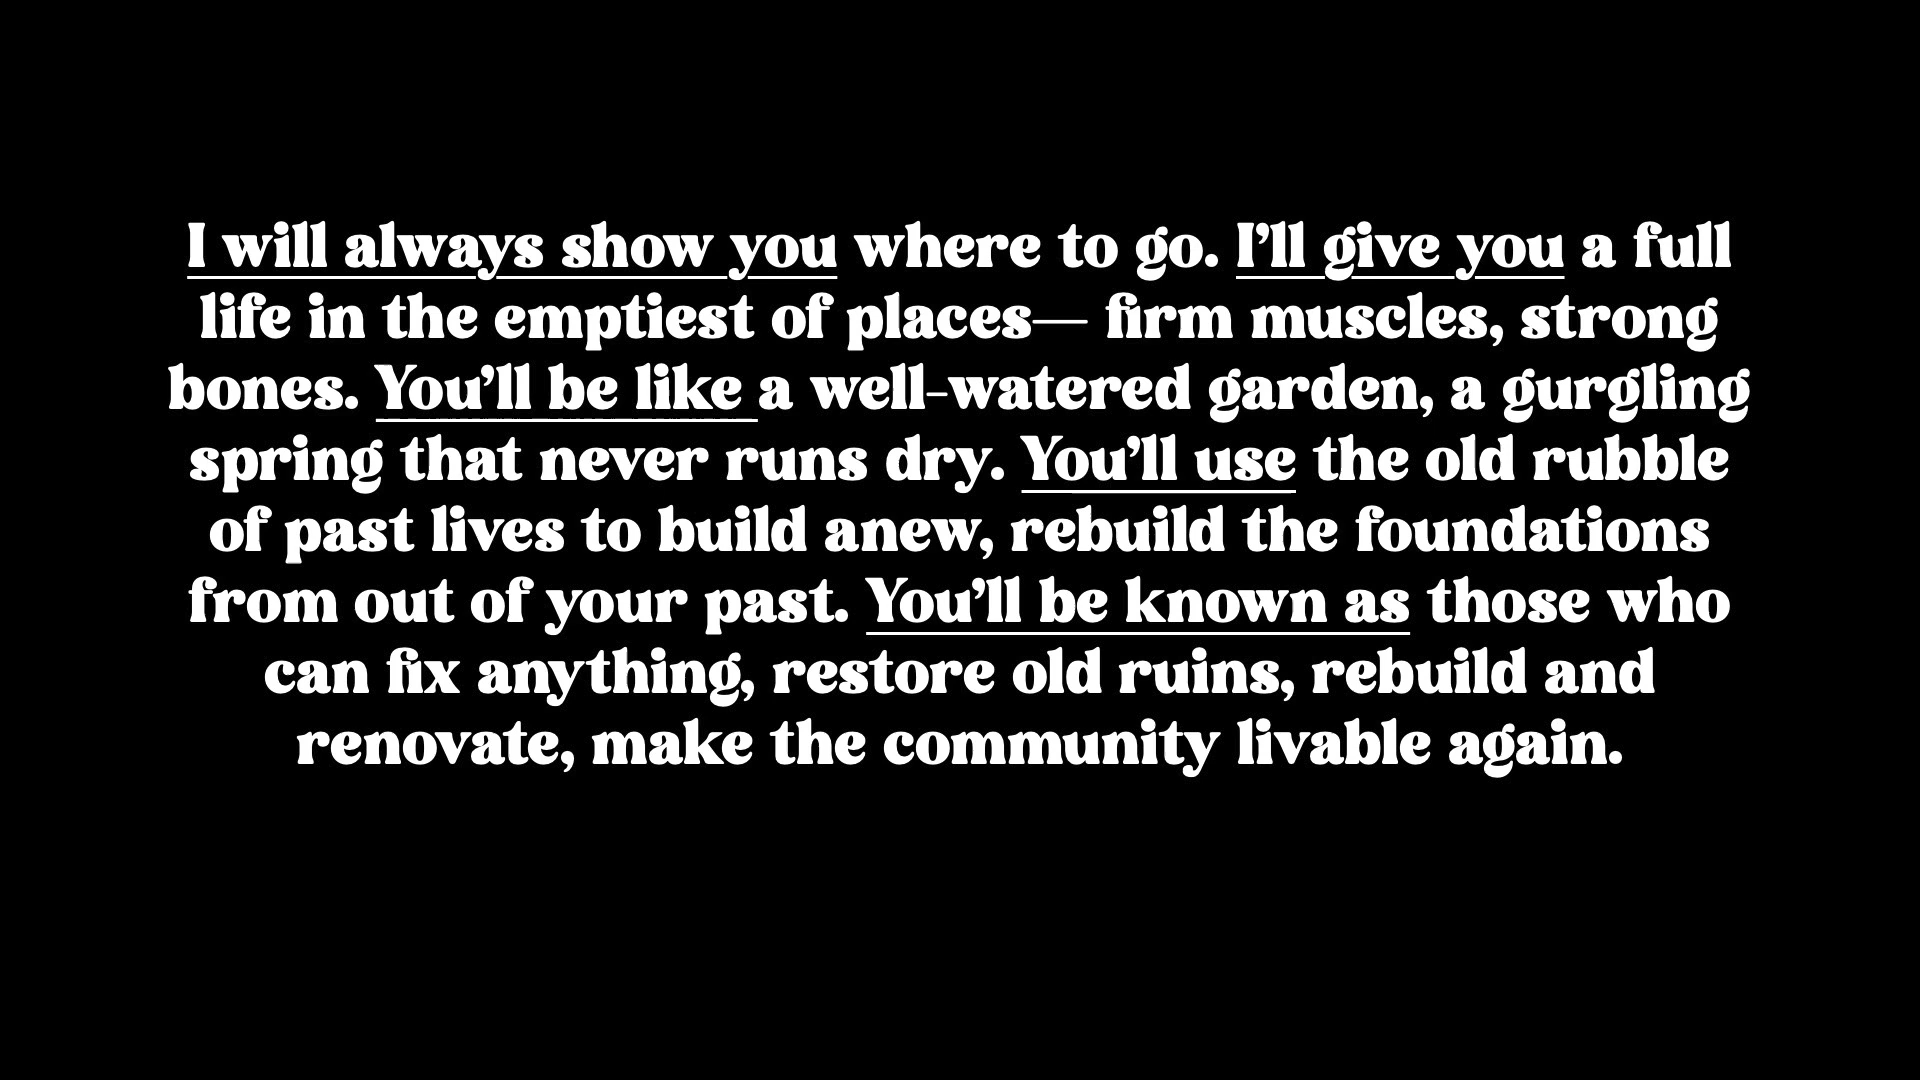 I will always show you where to go. I’ll give you a full
life in the emptiest of places— firm muscles, strong
bones. You’ll be like a well-watered garden, a gurgling
spring that never runs dry. You’ll use the old rubble
of past lives to build anew, rebuild the foundations
from out of your past. You’ll be known as those who
can fix anything, restore old ruins, rebuild and
renovate, make the community livable again.